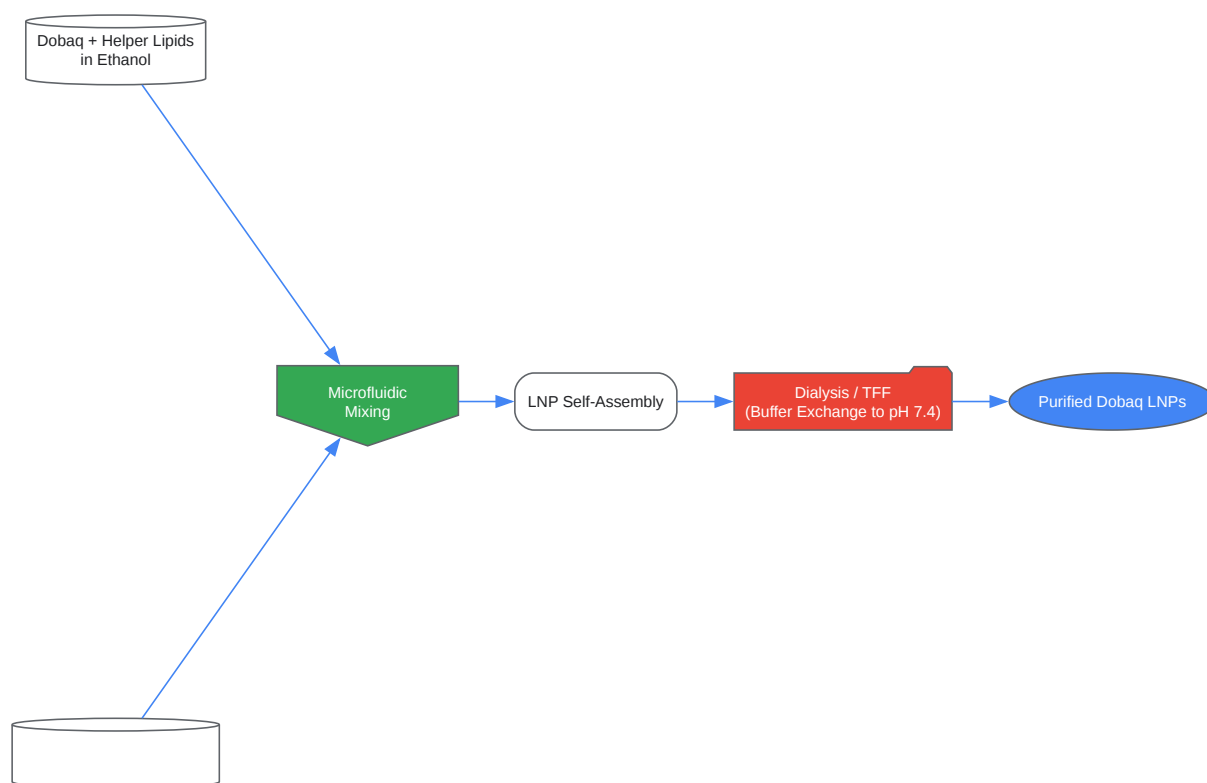 Dobaq + Helper Lipids
in Ethanol
Microfluidic
Mixing
LNP Self-Assembly
Dialysis / TFF
(Buffer Exchange to pH 7.4)
Purified Dobaq LNPs